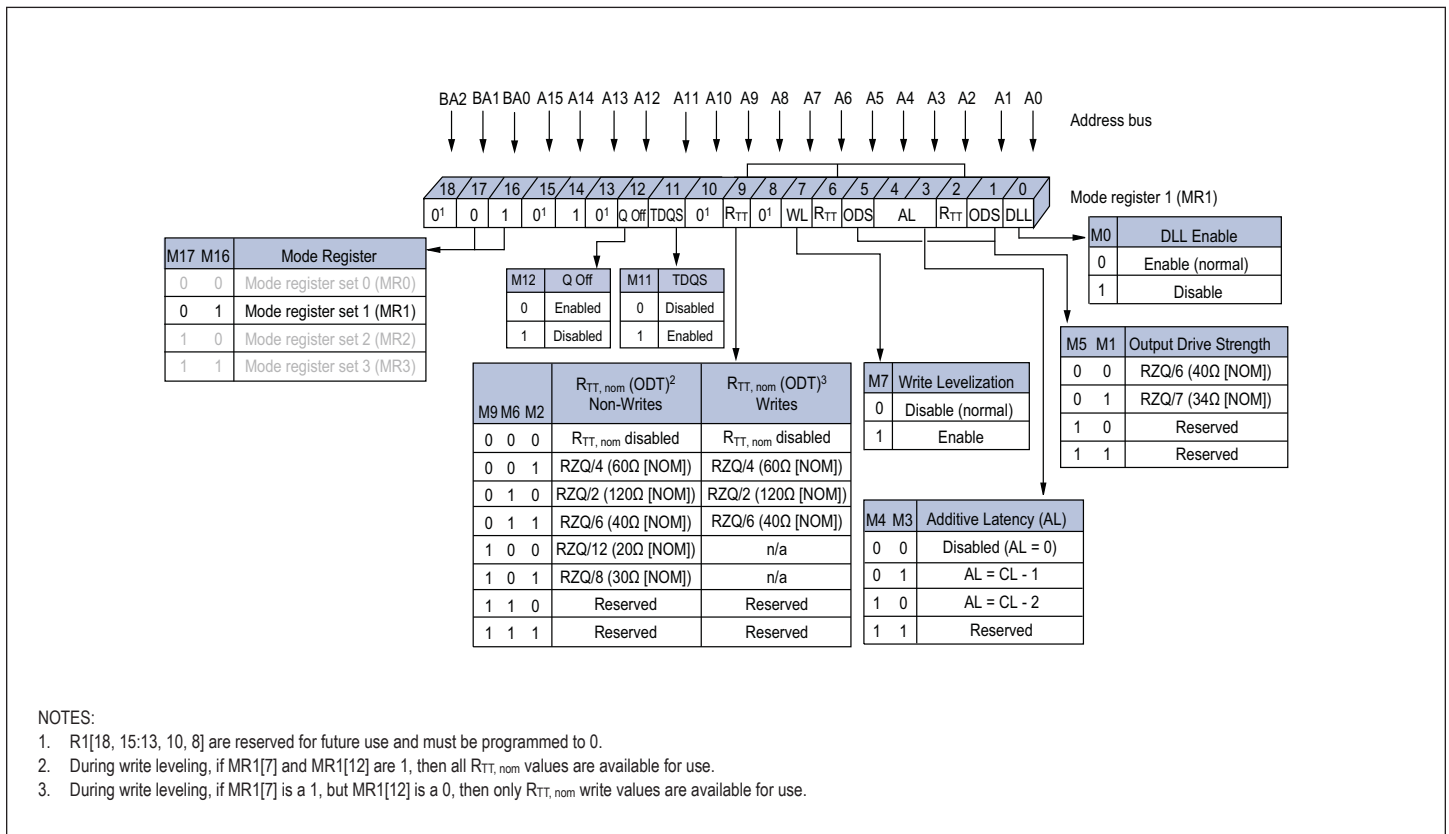 BA2 BA1 BA0 A15 A14 A13 A12 A11 A10 A9 A8 A7 A6 A5 A4 A3 A2 A1 A0
Address bus
18 17 16 15 14 13 12 11 10 9 8 7 6 5 4 3 2 1 0
Mode register 1 (MR1)
0¹ 0 1 0¹ 1 0¹ Q Off TDQS 0¹ RTT 0¹ WL RTT ODS AL RTT ODS DLL
M17 M16 Mode Register
0 0 Mode register set 0 (MR0)
0 1 Mode register set 1 (MR1)
1 0 Mode register set 2 (MR2)
1 1 Mode register set 3 (MR3)
M12 Q Off
0 Enabled
1 Disabled
M11 TDQS
0 Disabled
1 Enabled
M0 DLL Enable
0 Enable (normal)
1 Disable
M5 M1 Output Drive Strength
0 0 RZQ/6 (40Ω [NOM])
0 1 RZQ/7 (34Ω [NOM])
1 0 Reserved
1 1 Reserved
M9 M6 M2 RTT, nom (ODT)² Non-Writes RTT, nom (ODT)³ Writes
0 0 0 RTT, nom disabled RTT, nom disabled
0 0 1 RZQ/4 (60Ω [NOM]) RZQ/4 (60Ω [NOM])
0 1 0 RZQ/2 (120Ω [NOM]) RZQ/2 (120Ω [NOM])
0 1 1 RZQ/6 (40Ω [NOM]) RZQ/6 (40Ω [NOM])
1 0 0 RZQ/12 (20Ω [NOM]) n/a
1 0 1 RZQ/8 (30Ω [NOM]) n/a
1 1 0 Reserved Reserved
1 1 1 Reserved Reserved
M7 Write Levelization
0 Disable (normal)
1 Enable
M4 M3 Additive Latency (AL)
0 0 Disabled (AL = 0)
0 1 AL = CL - 1
1 0 AL = CL - 2
1 1 Reserved
NOTES:
1. R1[18, 15:13, 10, 8] are reserved for future use and must be programmed to 0.
2. During write leveling, if MR1[7] and MR1[12] are 1, then all RTT, nom values are available for use.
3. During write leveling, if MR1[7] is a 1, but MR1[12] is a 0, then only RTT, nom write values are available for use.